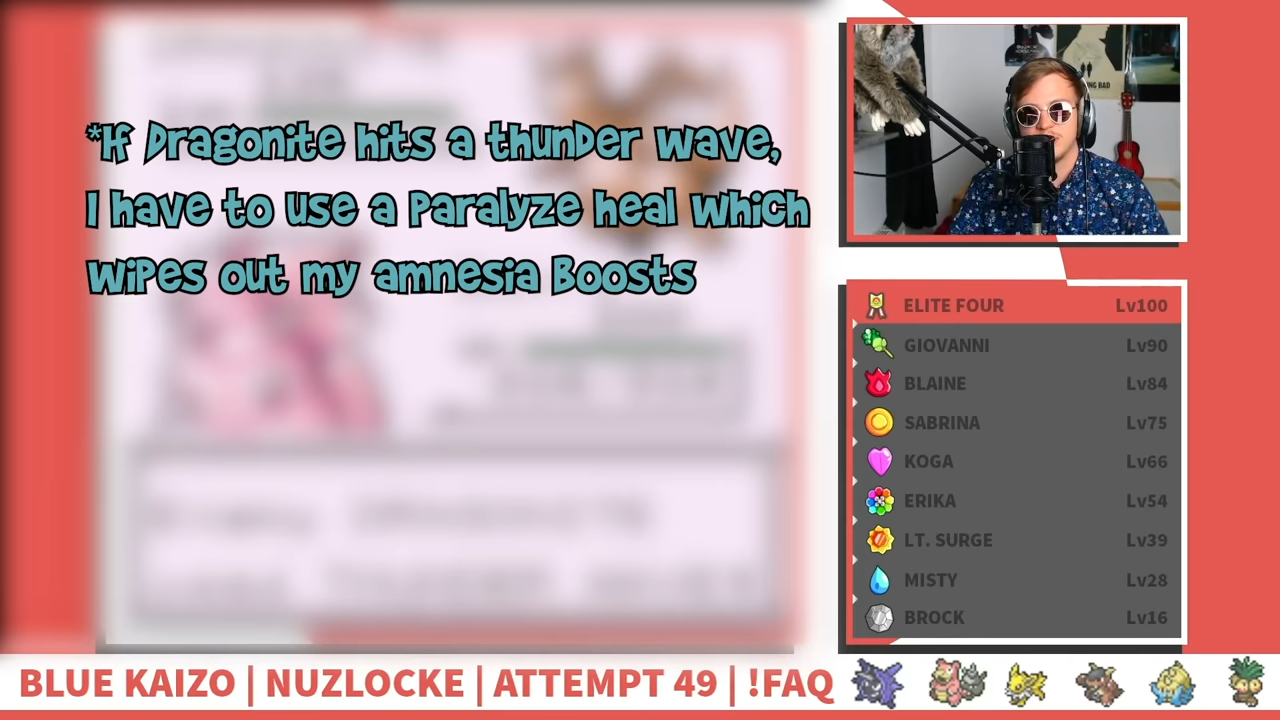 *If Dragonite hits a thunder wave,
I have to use a Paralyze heal which
wipes out my amnesia Boosts
ELITE FOUR Lv100
GIOVANNI Lv90
BLAINE Lv84
SABRINA Lv75
KOGA Lv66
ERIKA Lv54
LT. SURGE Lv39
MISTY Lv28
BROCK Lv16
BLUE KAIZO | NUZLOCKE | ATTEMPT 49 | !FAQ